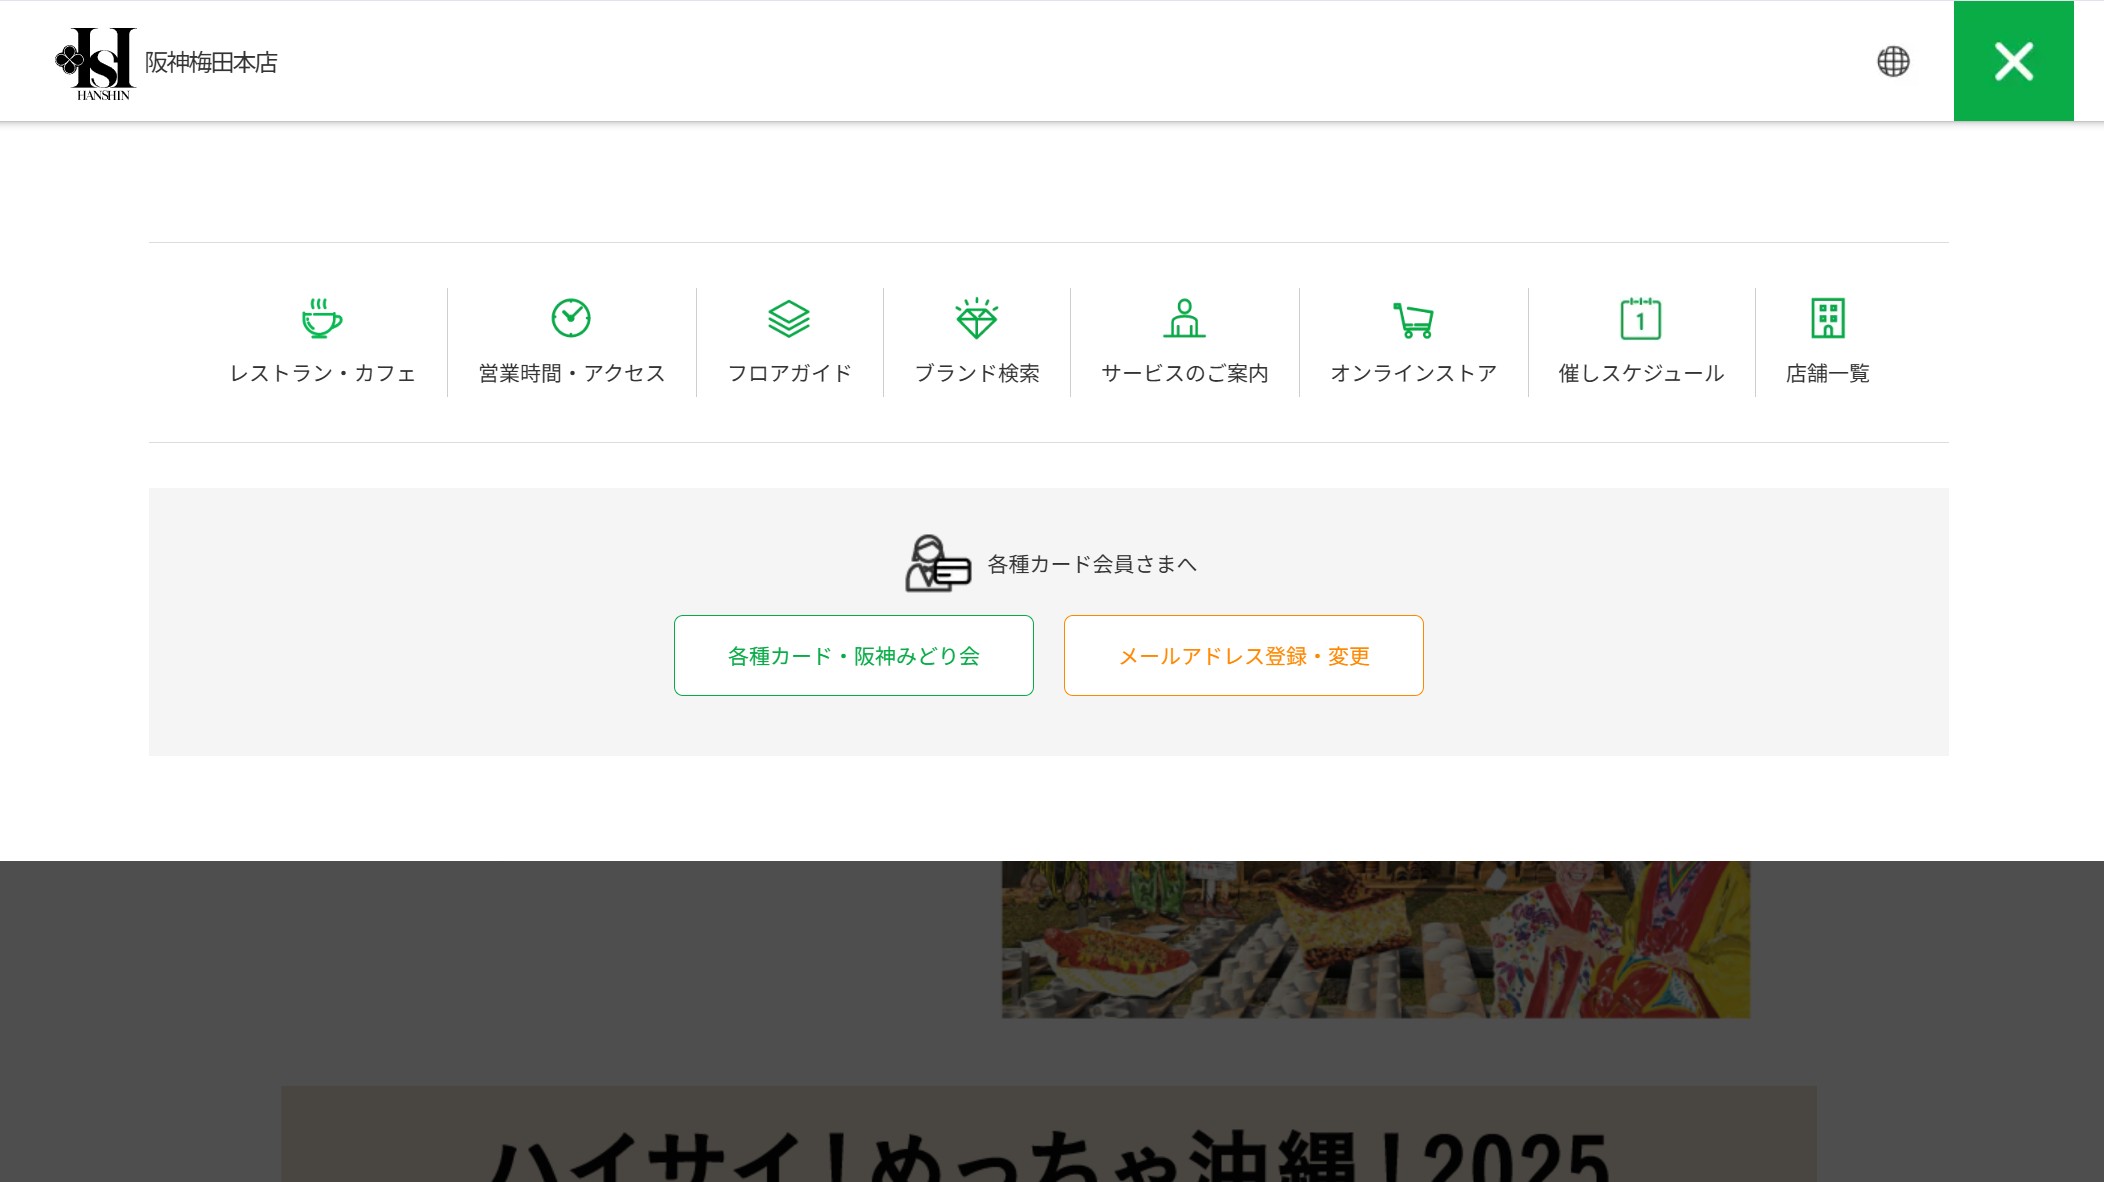 HANSHIN
阪神梅田本店
レストラン・カフェ
営業時間・アクセス
フロアガイド
ブランド検索
サービスのご案内
オンラインストア
1
催しスケジュール
店舗一覧
各種カード会員さまへ
各種カード・阪神みどり会
メールアドレス登録・変更
ハイサイ！めっちゃ沖縄！2025